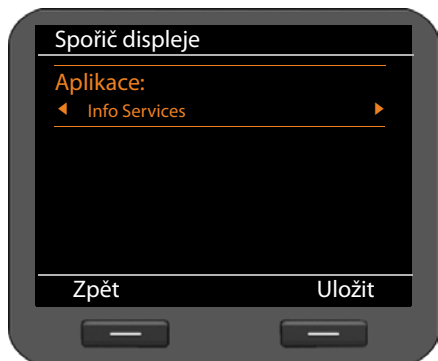 Spořič displeje
Aplikace:
Info Services
Zpět Uložit